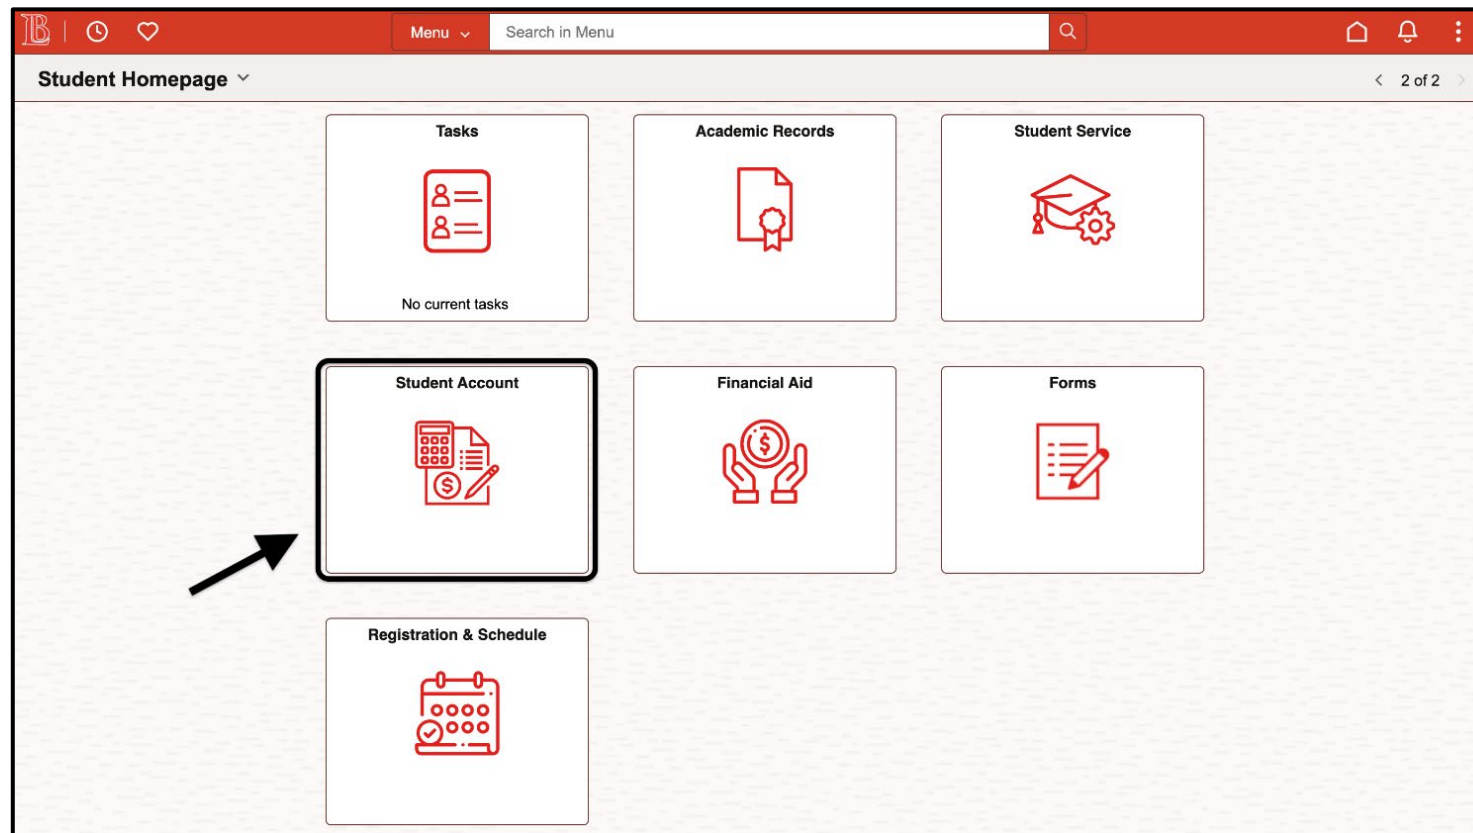 LB
Menu
Search in Menu
Student Homepage
2 of 2
Tasks
Academic Records
Student Service
No current tasks
Student Account
Financial Aid
Forms
Registration & Schedule